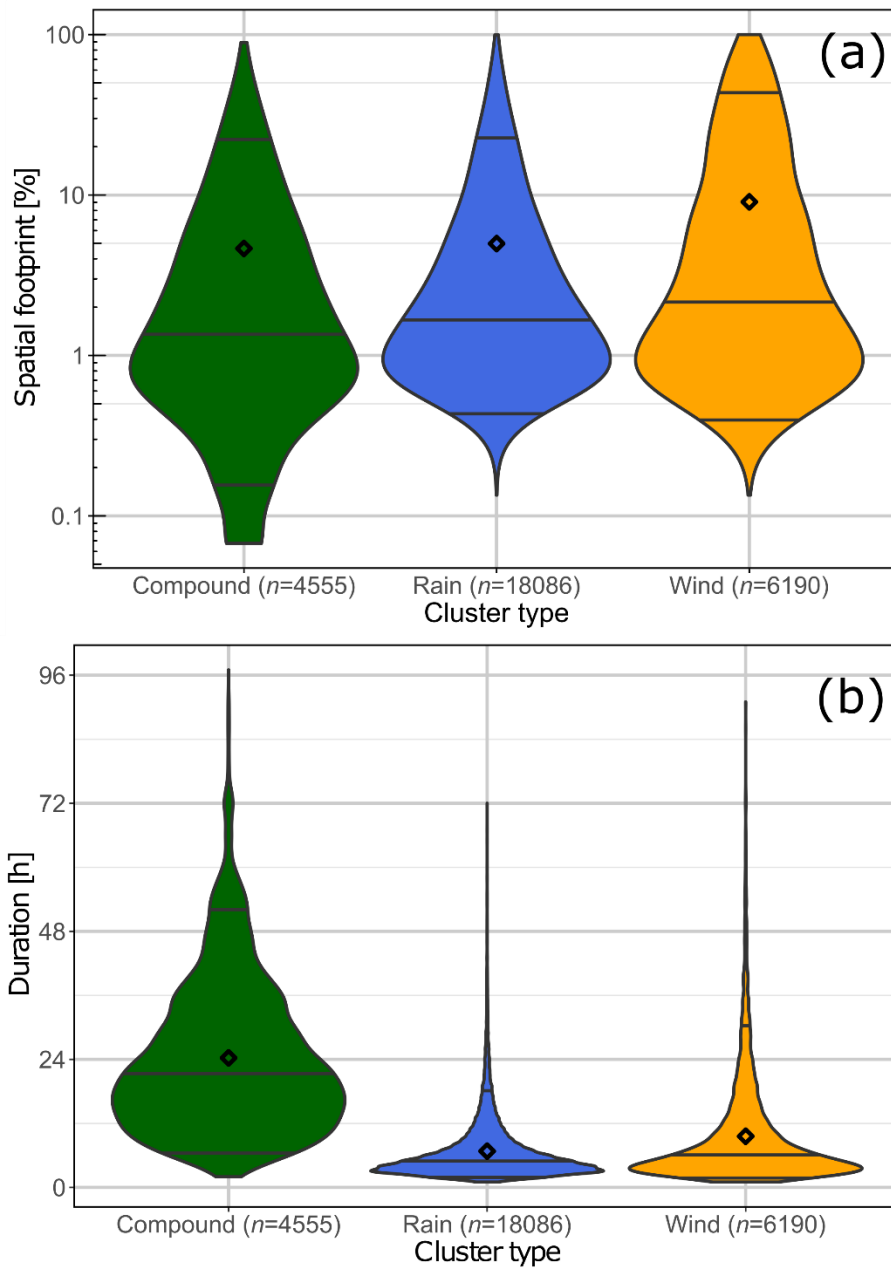 (a)
Spatial footprint [%]
100
10
1
0.1
Compound (n=4555) Rain (n=18086) Wind (n=6190)
Cluster type
(b)
Duration [h]
96
72
48
24
0
Compound (n=4555) Rain (n=18086) Wind (n=6190)
Cluster type